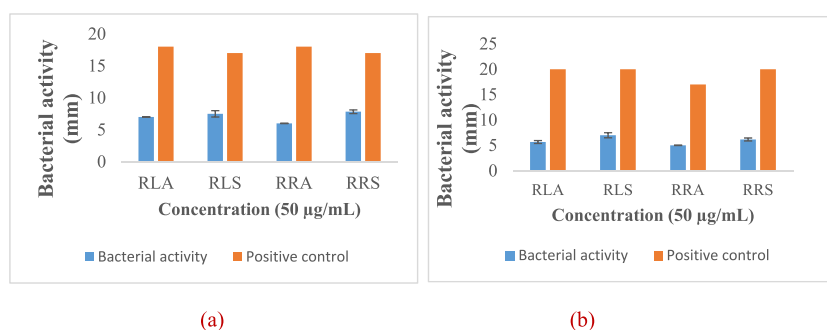 20
15
10
5
0
Bacterial activity
(mm)
RLA RLS RRA RRS
Concentration (50 µg/mL)
Bacterial activity Positive control
(a)
25
20
15
10
5
0
Bacterial activity
(mm)
RLA RLS RRA RRS
Concentration (50 µg/mL)
Bacterial activity Positive control
(b)